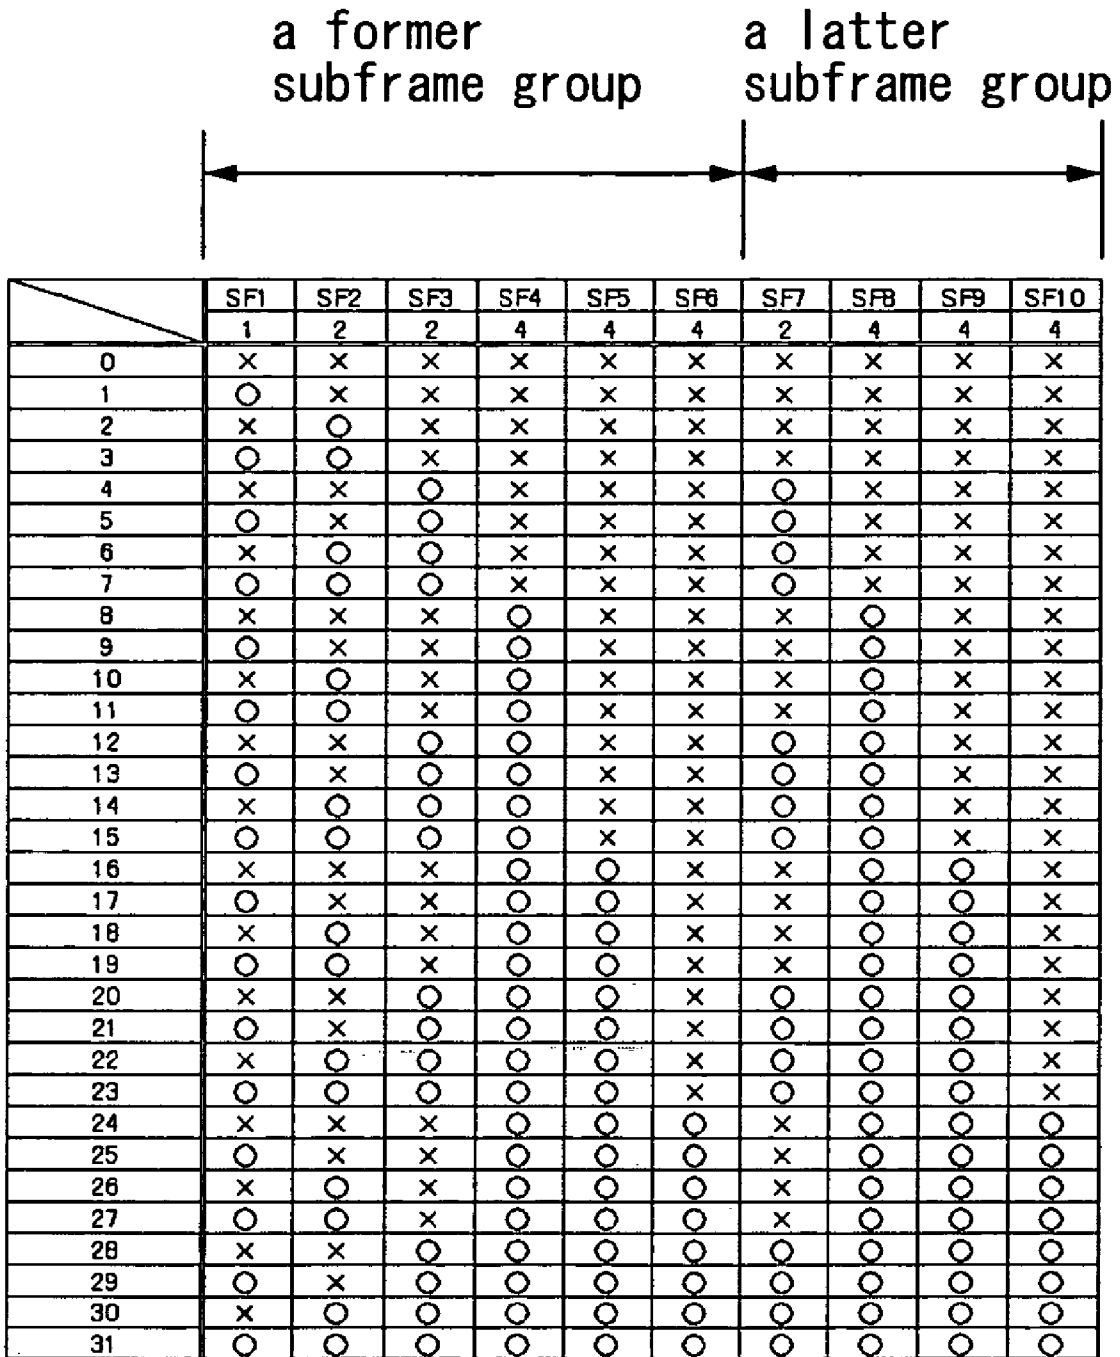 a former
subframe group
a latter
subframe group
SF1 SF2 SF3 SF4 SF5 SF6 SF7 SF8 SF9 SF10
1 2 2 4 4 4 2 4 4 4
0 × × × × × × × × × ×
1 ○ × × × × × × × × ×
2 × ○ × × × × × × × ×
3 ○ ○ × × × × × × × ×
4 × × ○ × × × ○ × × ×
5 ○ × ○ × × × ○ × × ×
6 × ○ ○ × × × ○ × × ×
7 ○ ○ ○ × × × ○ × × ×
8 × × × ○ × × × ○ × ×
9 ○ × × ○ × × × ○ × ×
10 × ○ × ○ × × × ○ × ×
11 ○ ○ × ○ × × × ○ × ×
12 × × ○ ○ × × ○ ○ × ×
13 ○ × ○ ○ × × ○ ○ × ×
14 × ○ ○ ○ × × ○ ○ × ×
15 ○ ○ ○ ○ × × ○ ○ × ×
16 × × × ○ ○ × × ○ ○ ×
17 ○ × × ○ ○ × × ○ ○ ×
18 × ○ × ○ ○ × × ○ ○ ×
19 ○ ○ × ○ ○ × × ○ ○ ×
20 × × ○ ○ ○ × ○ ○ ○ ×
21 ○ × ○ ○ ○ × ○ ○ ○ ×
22 × ○ ○ ○ ○ × ○ ○ ○ ×
23 ○ ○ ○ ○ ○ × ○ ○ ○ ×
24 × × × ○ ○ ○ × ○ ○ ○
25 ○ × × ○ ○ ○ × ○ ○ ○
26 × ○ × ○ ○ ○ × ○ ○ ○
27 ○ ○ × ○ ○ ○ × ○ ○ ○
28 × × ○ ○ ○ ○ ○ ○ ○ ○
29 ○ × ○ ○ ○ ○ ○ ○ ○ ○
30 × ○ ○ ○ ○ ○ ○ ○ ○ ○
31 ○ ○ ○ ○ ○ ○ ○ ○ ○ ○